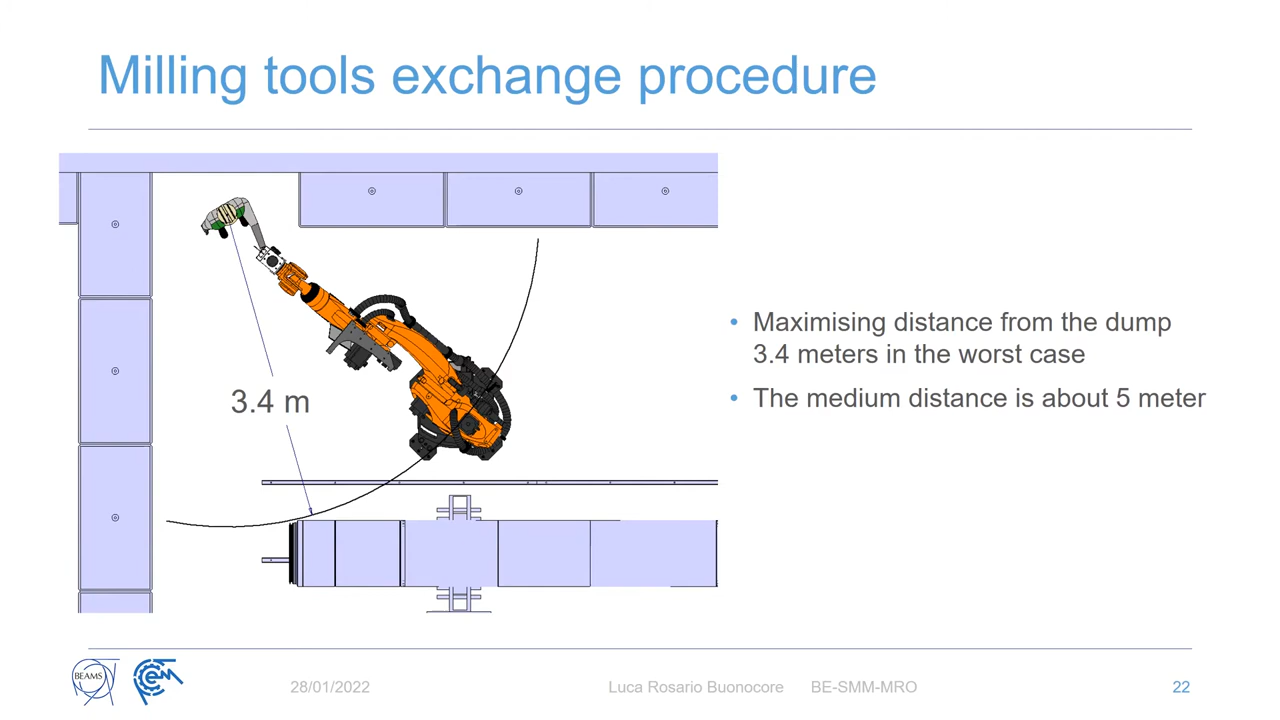 Milling tools exchange procedure
3.4 m
• Maximising distance from the dump
3.4 meters in the worst case
• The medium distance is about 5 meter
BEAMS
28/01/2022
Luca Rosario Buonocore BE-SMM-MRO
22